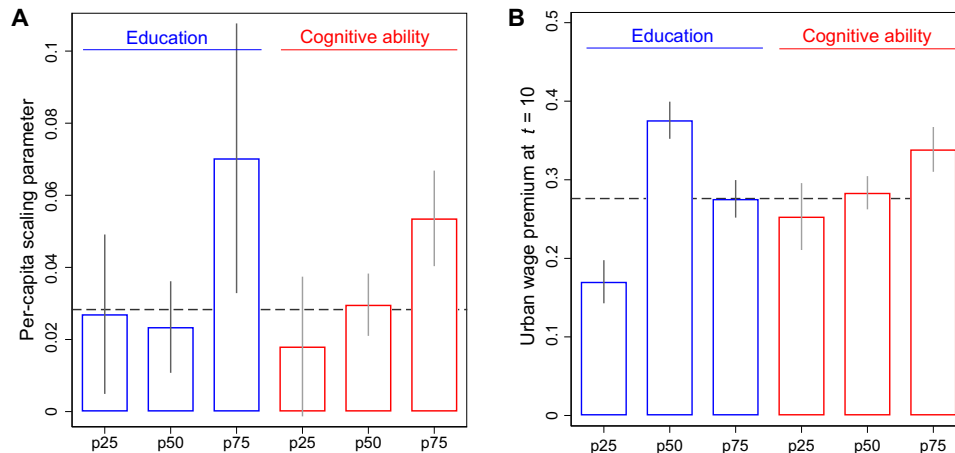 A
Education
Cognitive ability
Per-capita scaling parameter
0.1
0.08
0.06
0.04
0.02
0
p25
p50
p75
p25
p50
p75
B
Education
Cognitive ability
Urban wage premium at t = 10
0.5
0.4
0.3
0.2
0.1
0
p25
p50
p75
p25
p50
p75